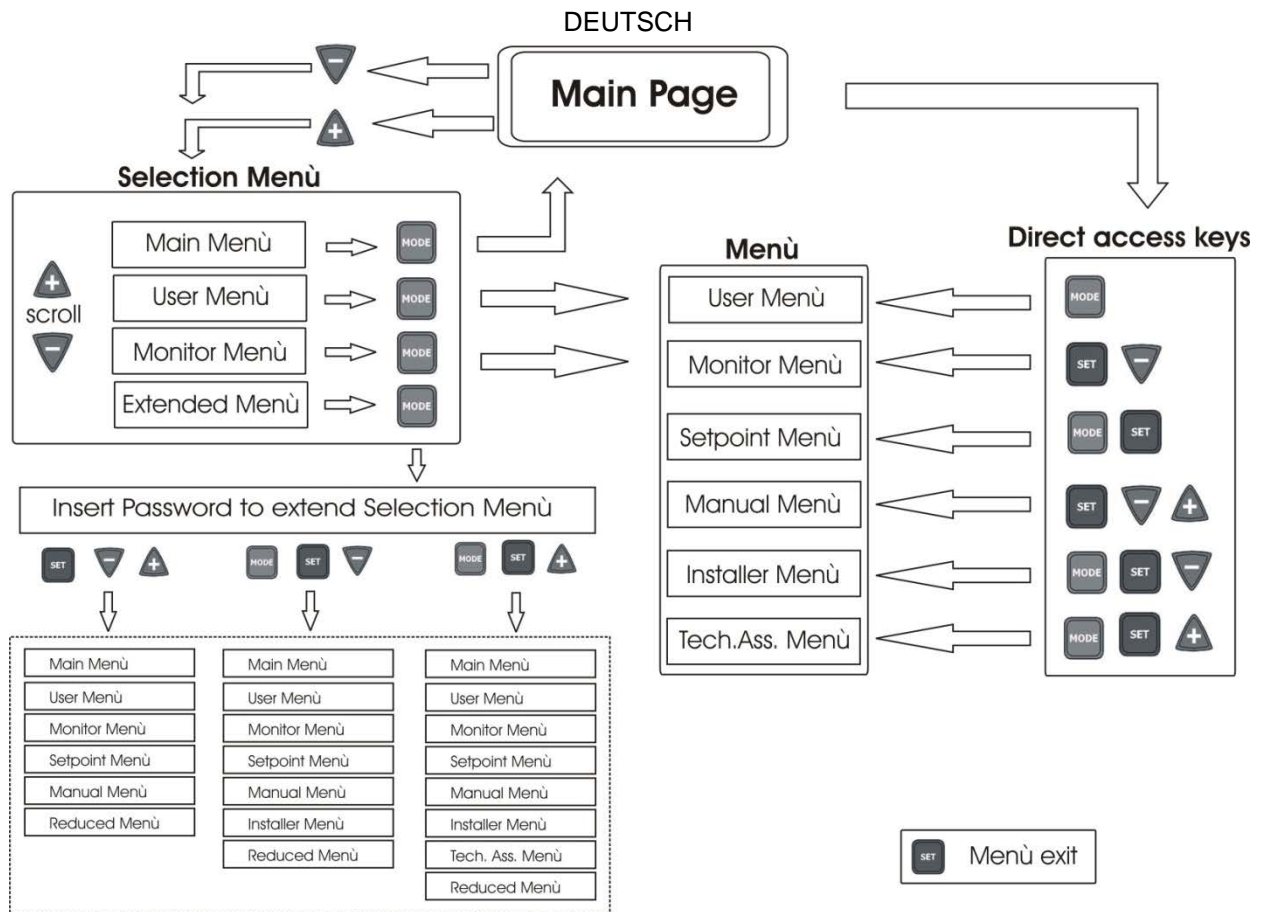 DEUTSCH
Main Page
Selection Menù
Main Menù
MODE
User Menù
MODE
scroll
Monitor Menù
MODE
Extended Menù
MODE
Insert Password to extend Selection Menù
SET
MODE SET
MODE SET
Main Menù
User Menù
Monitor Menù
Setpoint Menù
Manual Menù
Reduced Menù
Main Menù
User Menù
Monitor Menù
Setpoint Menù
Manual Menù
Installer Menù
Reduced Menù
Main Menù
User Menù
Monitor Menù
Setpoint Menù
Manual Menù
Installer Menù
Tech. Ass. Menù
Reduced Menù
Menù
User Menù
Monitor Menù
Setpoint Menù
Manual Menù
Installer Menù
Tech.Ass. Menù
Direct access keys
MODE
SET
MODE SET
SET
MODE SET
MODE SET
SET Menù exit